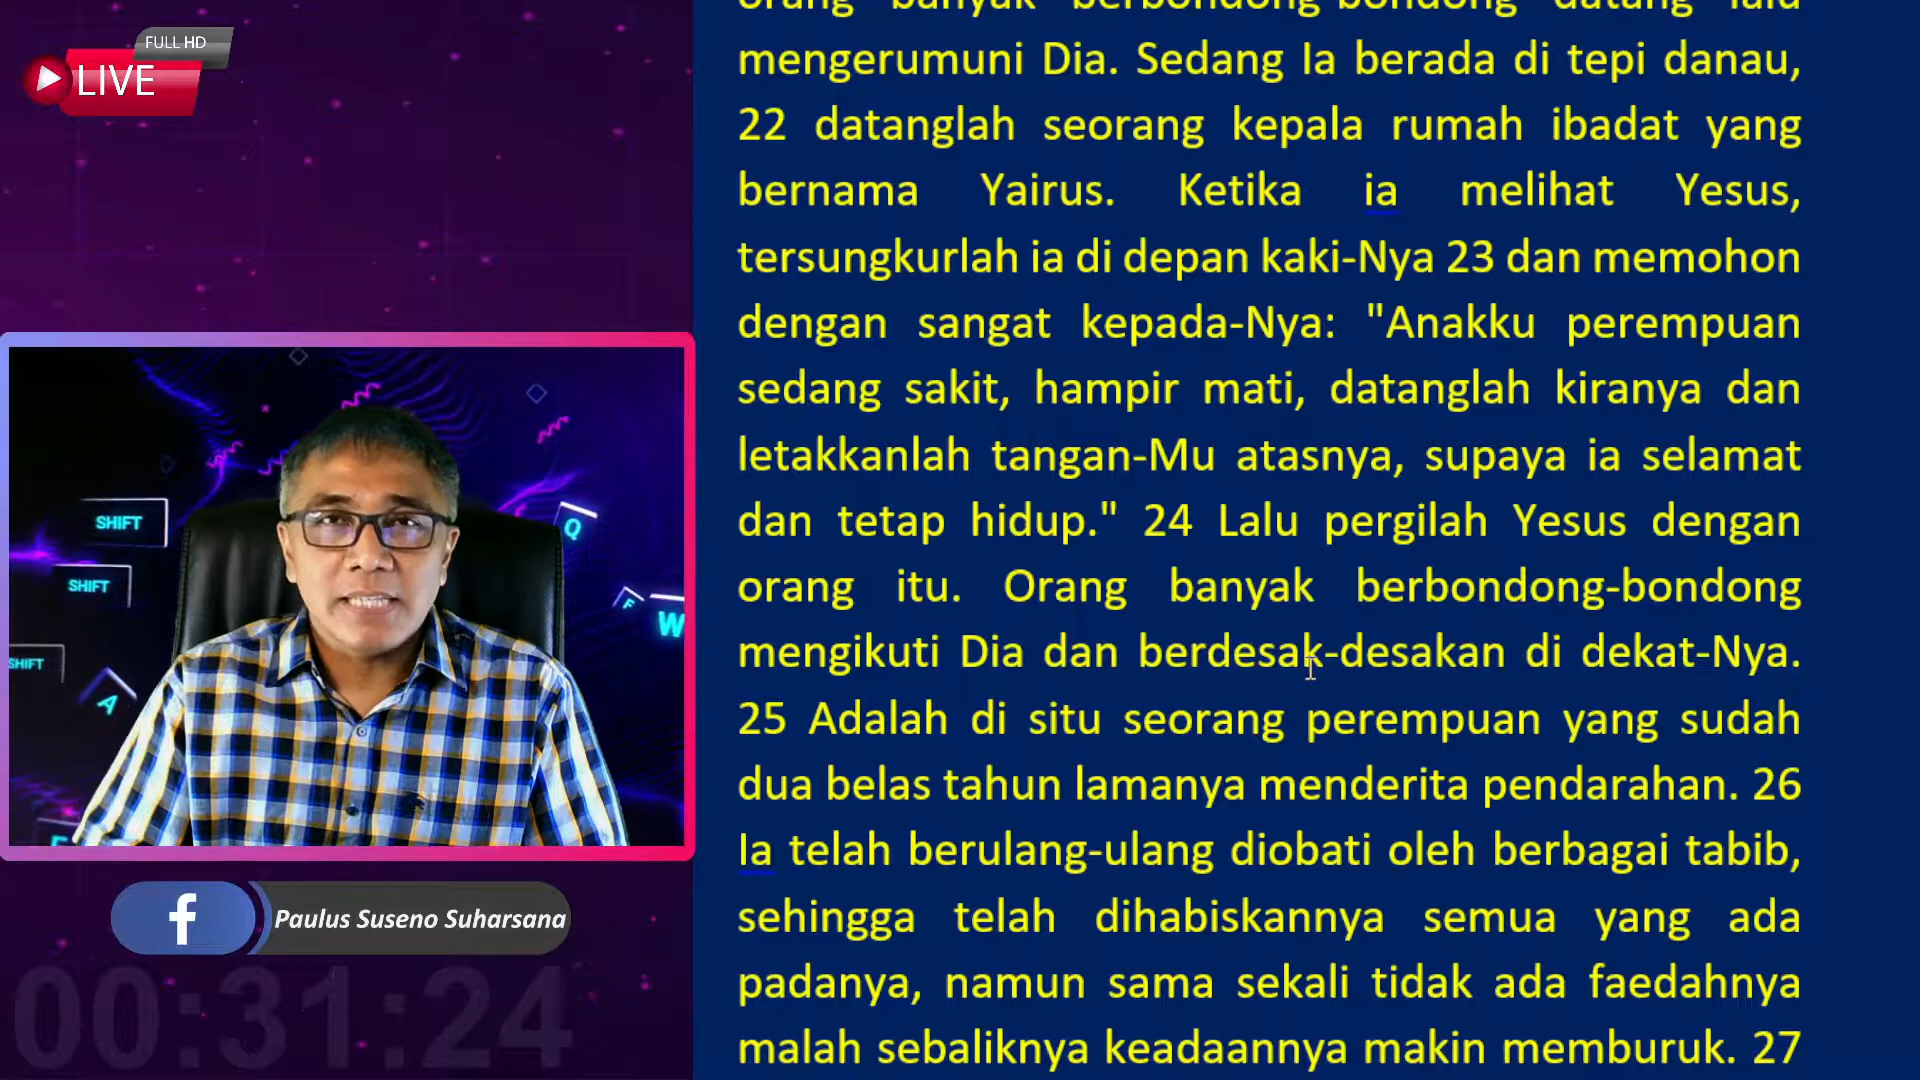 FULL HD
LIVE
orang banyak berbondong-bondong datang lalu
mengerumuni Dia. Sedang Ia berada di tepi danau,
22 datanglah seorang kepala rumah ibadat yang
bernama Yairus. Ketika ia melihat Yesus,
tersungkurlah ia di depan kaki-Nya 23 dan memohon
dengan sangat kepada-Nya: "Anakku perempuan
sedang sakit, hampir mati, datanglah kiranya dan
letakkanlah tangan-Mu atasnya, supaya ia selamat
dan tetap hidup." 24 Lalu pergilah Yesus dengan
orang itu. Orang banyak berbondong-bondong
mengikuti Dia dan berdesak-desakan di dekat-Nya.
25 Adalah di situ seorang perempuan yang sudah
dua belas tahun lamanya menderita pendarahan. 26
Ia telah berulang-ulang diobati oleh berbagai tabib,
sehingga telah dihabiskannya semua yang ada
padanya, namun sama sekali tidak ada faedahnya
malah sebaliknya keadaannya makin memburuk. 27
SHIFT
Q
SHIFT
F
W
SHIFT
A
f
Paulus Suseno Suharsana
00:31:24